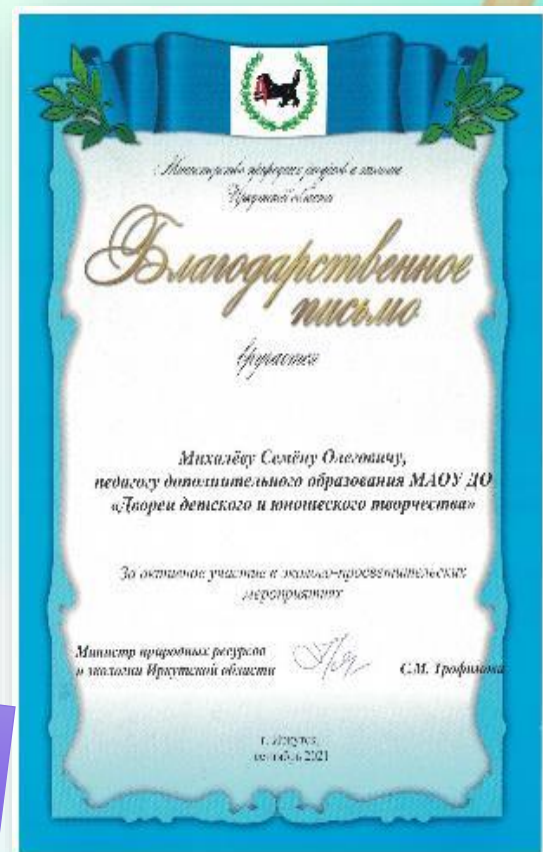 Министерство природных ресурсов и экологии
Иркутской области
Благодарственное
письмо
вручается
Михалёву Семёну Олеговичу,
педагогу дополнительного образования МАОУ ДО
«Дворец детского и юношеского творчества»
За активное участие в эколого-просветительских
мероприятиях
Министр природных ресурсов
и экологии Иркутской области
С.М. Трофимова
г. Иркутск,
сентябрь 2021